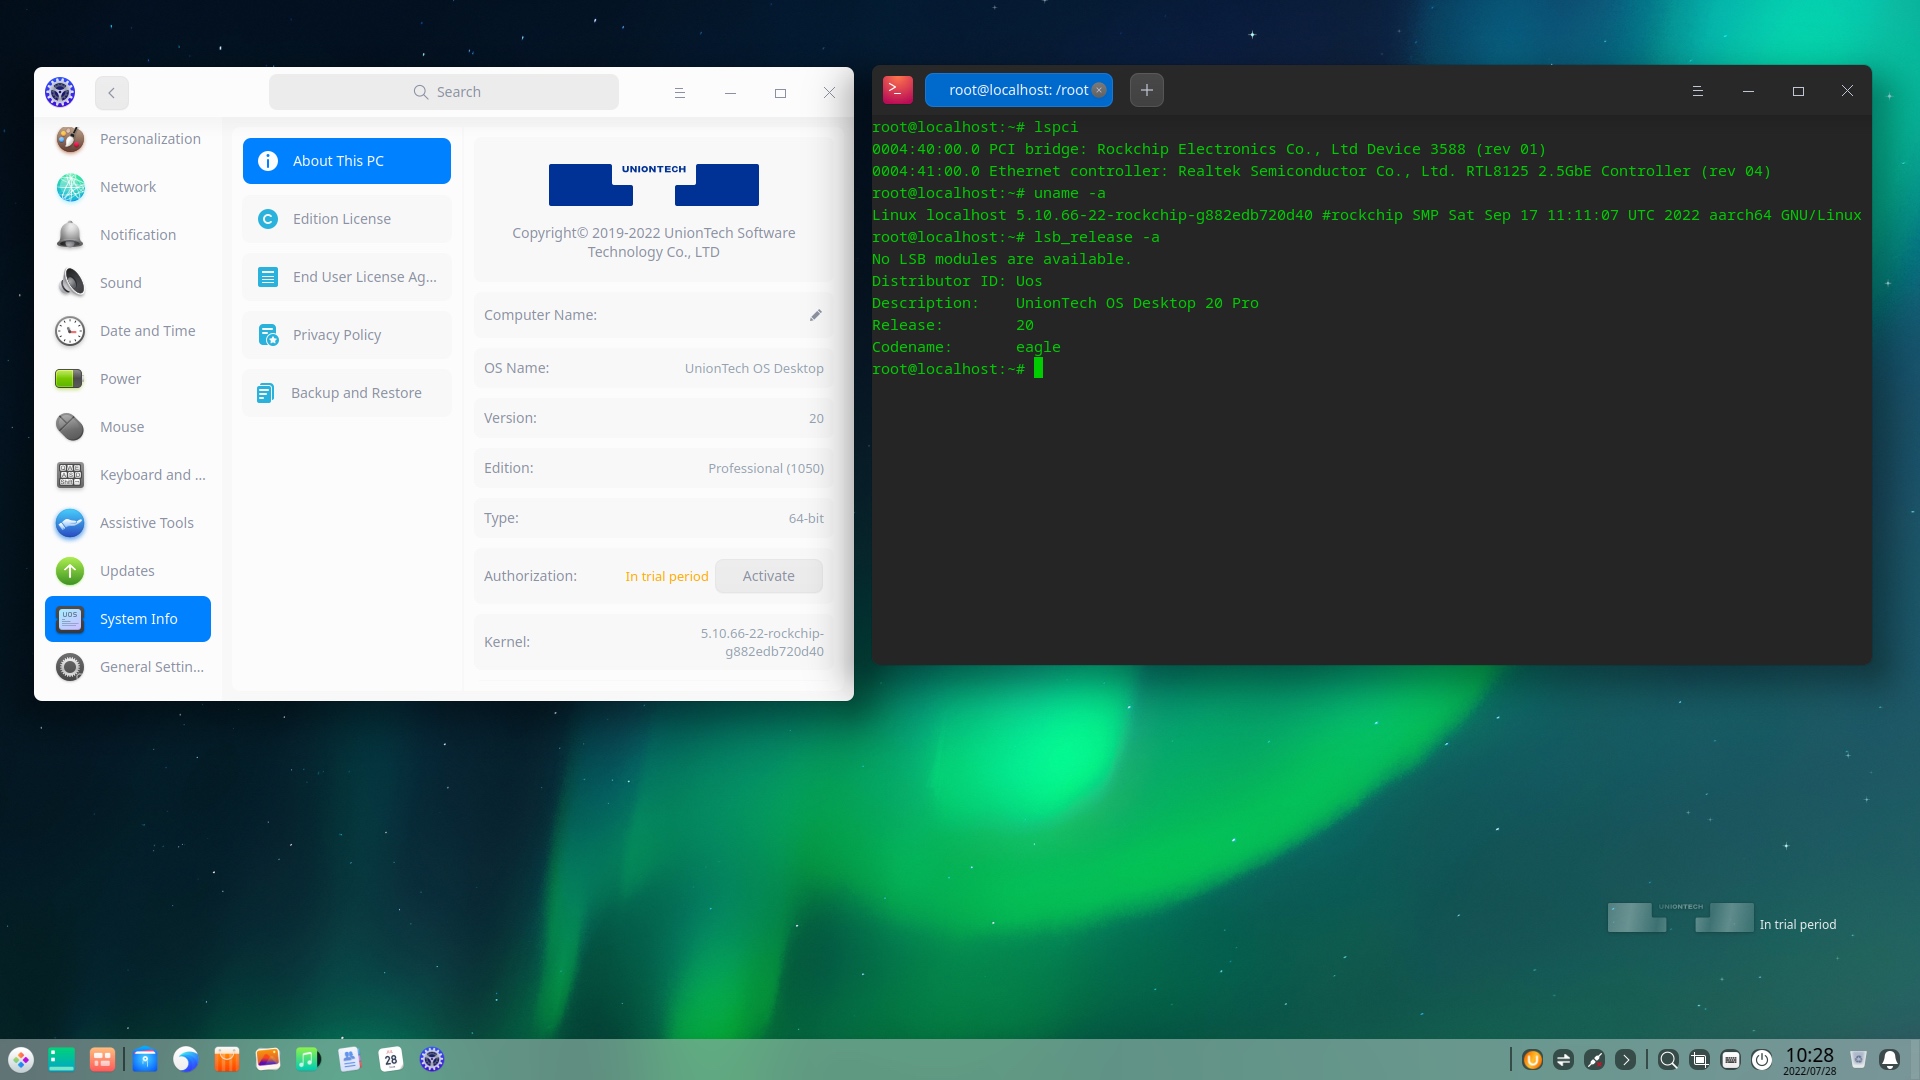 Search
Personalization
Network
Notification
Sound
Date and Time
Power
Mouse
Keyboard and ...
Assistive Tools
Updates
UOS
System Info
General Settin...
About This PC
Edition License
End User License Ag...
Privacy Policy
Backup and Restore
UNIONTECH
Copyright© 2019-2022 UnionTech Software
Technology Co., LTD
Computer Name:
OS Name: UnionTech OS Desktop
Version: 20
Edition: Professional (1050)
Type: 64-bit
Authorization: In trial period Activate
Kernel: 5.10.66-22-rockchip-
g882edb720d40
root@localhost: /root
root@localhost:~# lspci
0004:40:00.0 PCI bridge: Rockchip Electronics Co., Ltd Device 3588 (rev 01)
0004:41:00.0 Ethernet controller: Realtek Semiconductor Co., Ltd. RTL8125 2.5GbE Controller (rev 04)
root@localhost:~# uname -a
Linux localhost 5.10.66-22-rockchip-g882edb720d40 #rockchip SMP Sat Sep 17 11:11:07 UTC 2022 aarch64 GNU/Linux
root@localhost:~# lsb_release -a
No LSB modules are available.
Distributor ID: Uos
Description: UnionTech OS Desktop 20 Pro
Release: 20
Codename: eagle
root@localhost:~#
UNIONTECH
In trial period
28
10:28
2022/07/28